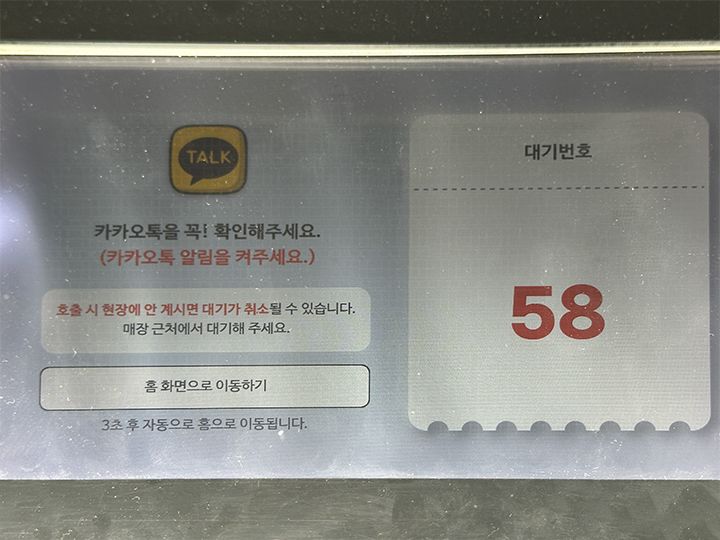 TALK
카카오톡을 꼭! 확인해주세요.
(카카오톡 알림을 켜주세요.)
호출 시 현장에 안 계시면 대기가 취소될 수 있습니다.
매장 근처에서 대기해 주세요.
홈 화면으로 이동하기
3초 후 자동으로 홈으로 이동됩니다.
대기번호
58